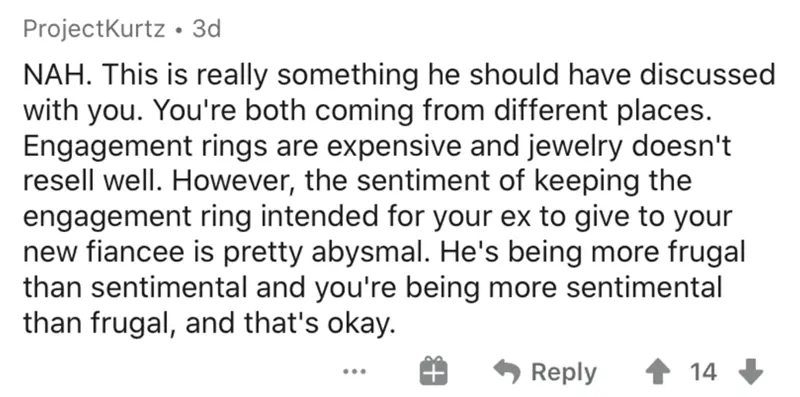 ProjectKurtz • 3d
NAH. This is really something he should have discussed
with you. You're both coming from different places.
Engagement rings are expensive and jewelry doesn't
resell well. However, the sentiment of keeping the
engagement ring intended for your ex to give to your
new fiancee is pretty abysmal. He's being more frugal
than sentimental and you're being more sentimental
than frugal, and that's okay.
... Reply 14